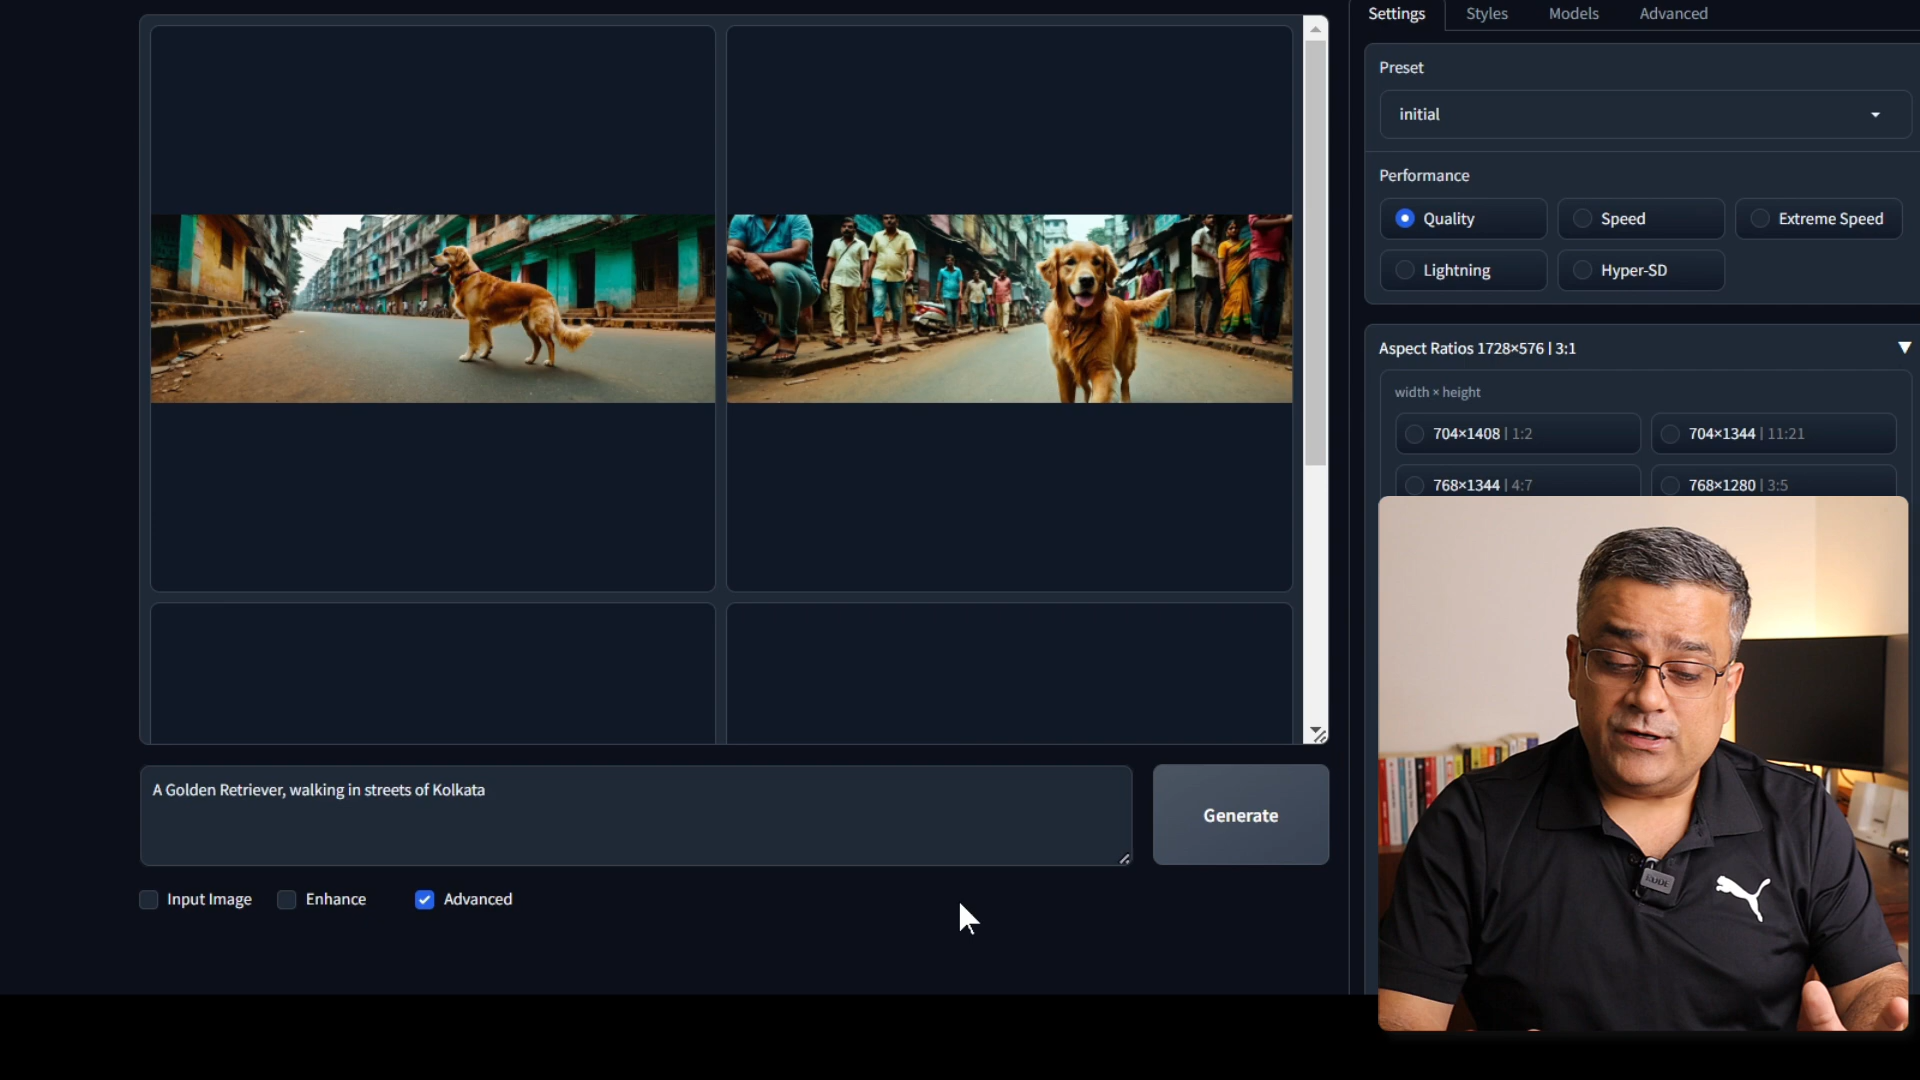 Settings
Styles
Models
Advanced
Preset
initial
Performance
Quality
Speed
Extreme Speed
Lightning
Hyper-SD
Aspect Ratios 1728×576 | 3:1
width × height
704×1408 | 1:2
704×1344 | 11:21
768×1344 | 4:7
768×1280 | 3:5
A Golden Retriever, walking in streets of Kolkata
Generate
Input Image
Enhance
Advanced
RODE